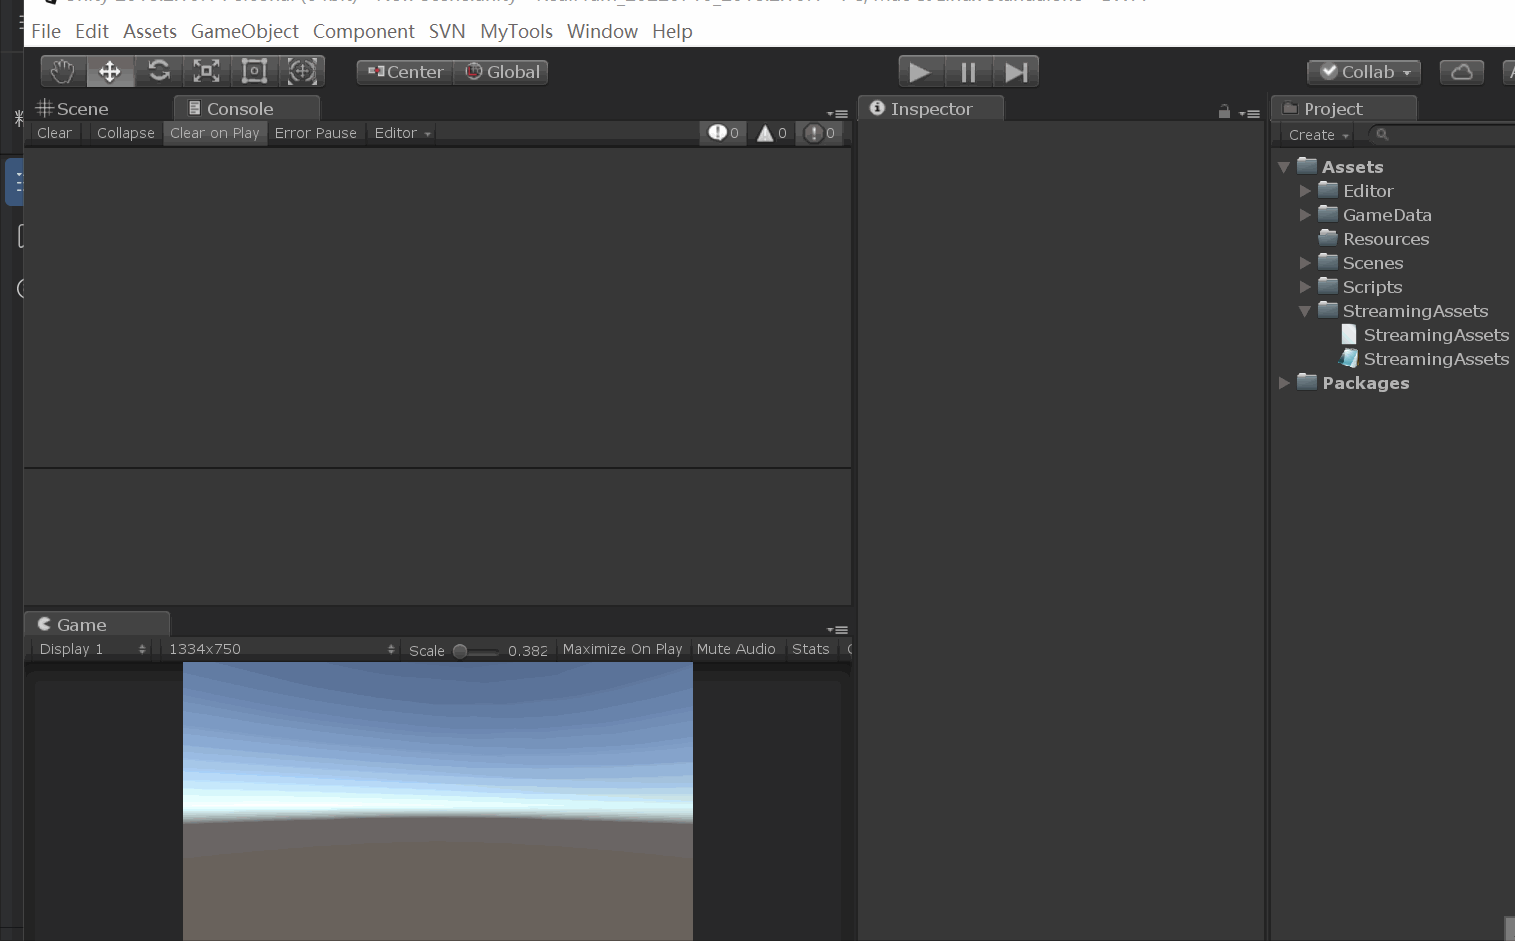 File Edit Assets GameObject Component SVN MyTools Window Help
Center Global
Collab
Scene Console
Clear Collapse Clear on Play Error Pause Editor 0 0 0
Inspector
Project
Create
Assets
Editor
GameData
Resources
Scenes
Scripts
StreamingAssets
StreamingAssets
StreamingAssets
Packages
Game
Display 1 1334x750 Scale 0.382 Maximize On Play Mute Audio Stats